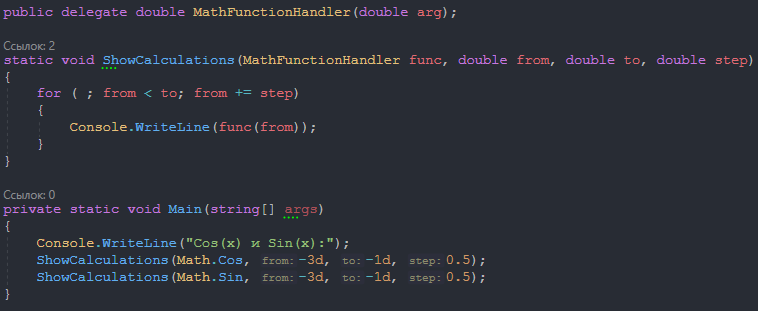 public delegate double MathFunctionHandler(double arg);
Ссылок: 2
static void ShowCalculations(MathFunctionHandler func, double from, double to, double step)
{
for ( ; from < to; from += step)
{
Console.WriteLine(func(from));
}
}
Ссылок: 0
private static void Main(string[] args)
{
Console.WriteLine("Cos(x) и Sin(x):");
ShowCalculations(Math.Cos, from: -3d, to: -1d, step: 0.5);
ShowCalculations(Math.Sin, from: -3d, to: -1d, step: 0.5);
}